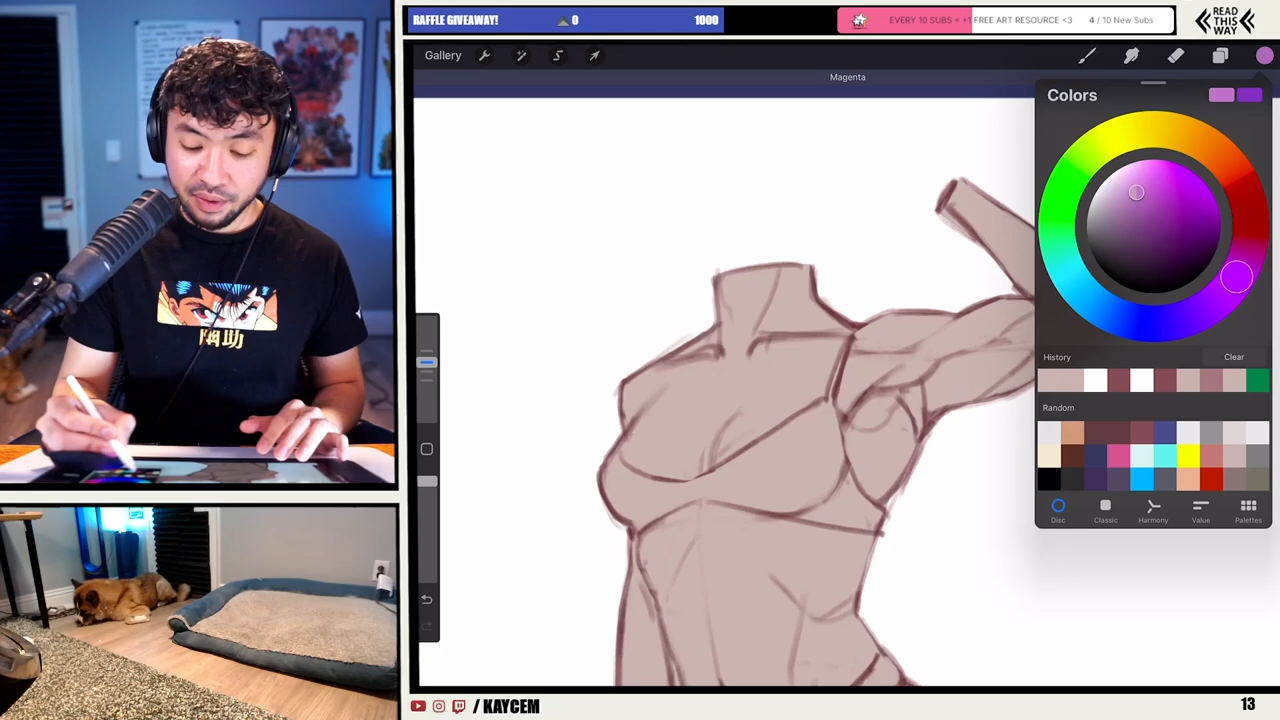 RAFFLE GIVEAWAY! 0 1000
EVERY 10 SUBS = +1 FREE ART RESOURCE <3 4 / 10 New Subs
READ
THIS
WAY
Gallery
Magenta
Colors
History Clear
Random
Disc Classic Harmony Value Palettes
幽助
/ KAYCEM
13